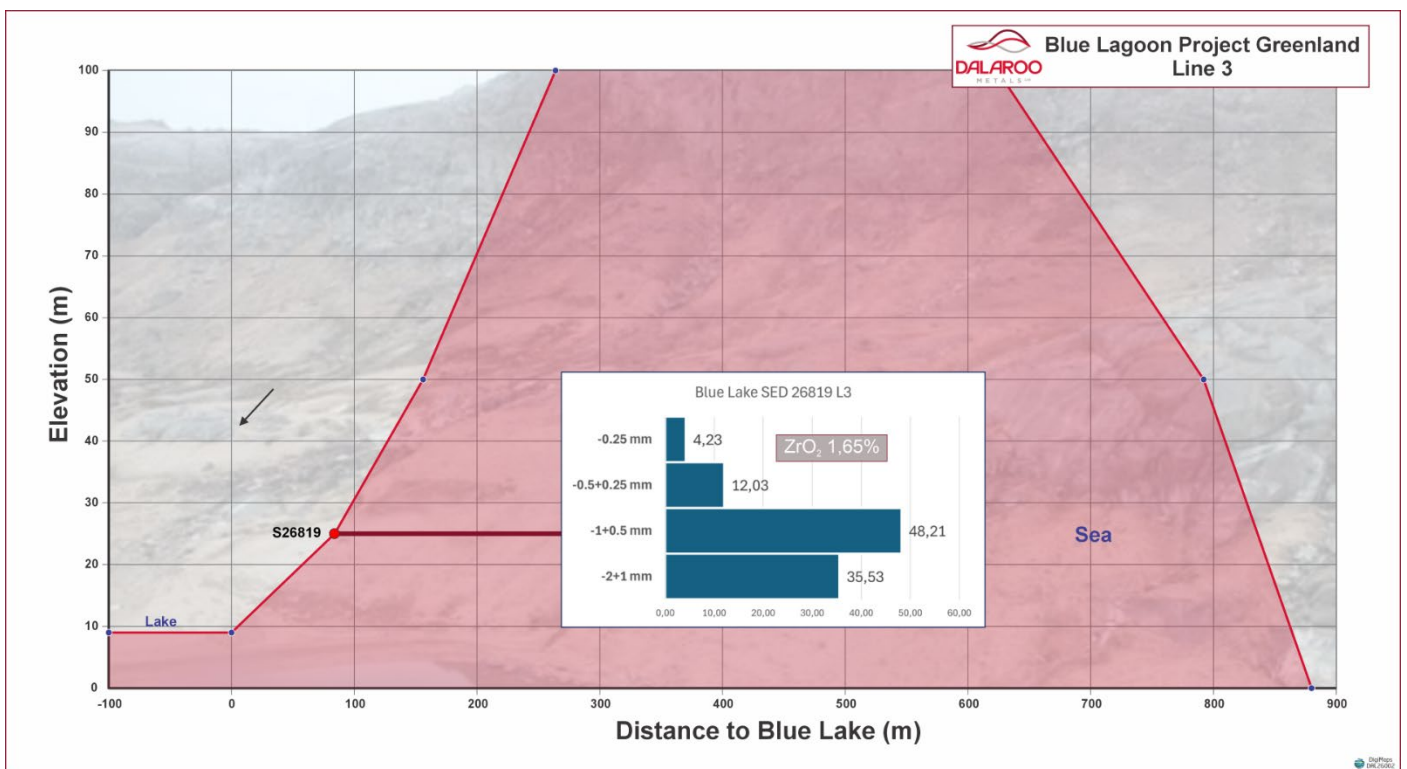 DALAROO
METALS LTD
Blue Lagoon Project Greenland
Line 3
Elevation (m)
100
90
80
70
60
50
40
30
20
10
0
S26819
Lake
Sea
Blue Lake SED 26819 L3
ZrO₂ 1,65%
-0.25 mm 4,23
-0.5+0.25 mm 12,03
-1+0.5 mm 48,21
-2+1 mm 35,53
0,00 10,00 20,00 30,00 40,00 50,00 60,00
-100 0 100 200 300 400 500 600 700 800 900
Distance to Blue Lake (m)
DigiMaps
DAL26002